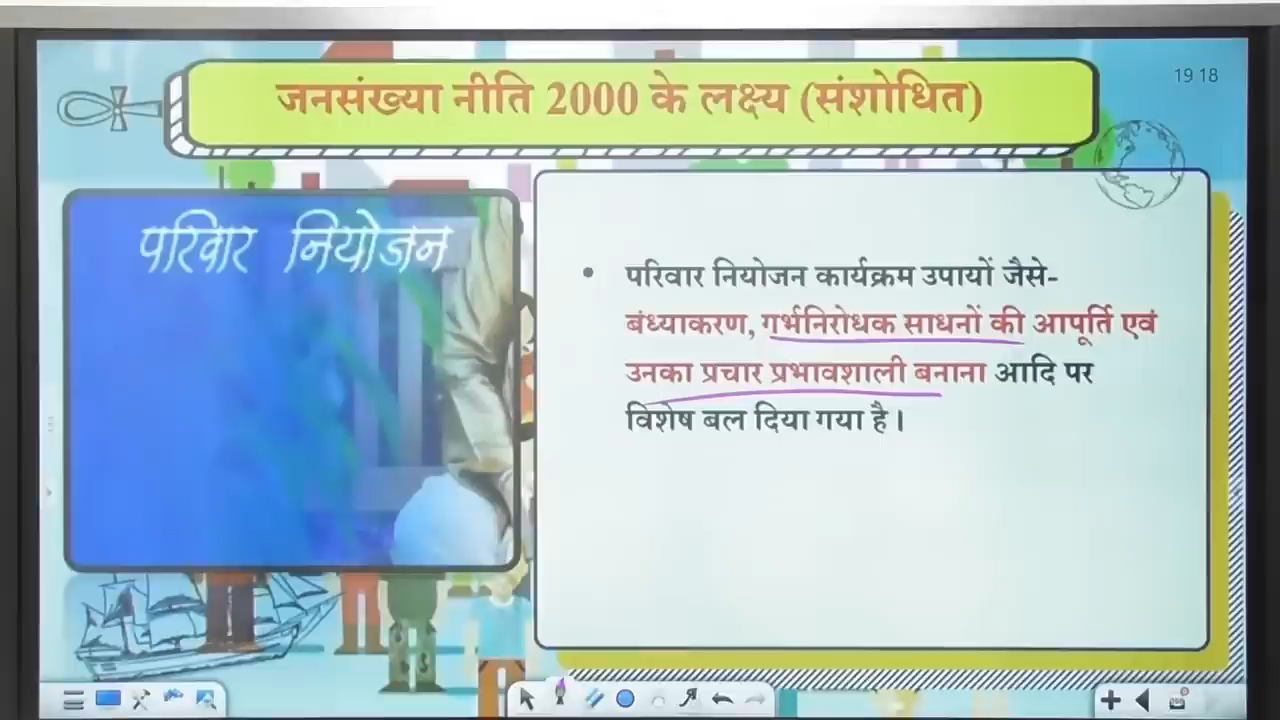 जनसंख्या नीति 2000 के लक्ष्य (संशोधित)
19 18
परिवार नियोजन
• परिवार नियोजन कार्यक्रम उपायों जैसे-
बंध्याकरण, गर्भनिरोधक साधनों की आपूर्ति एवं
उनका प्रचार प्रभावशाली बनाना आदि पर
विशेष बल दिया गया है।